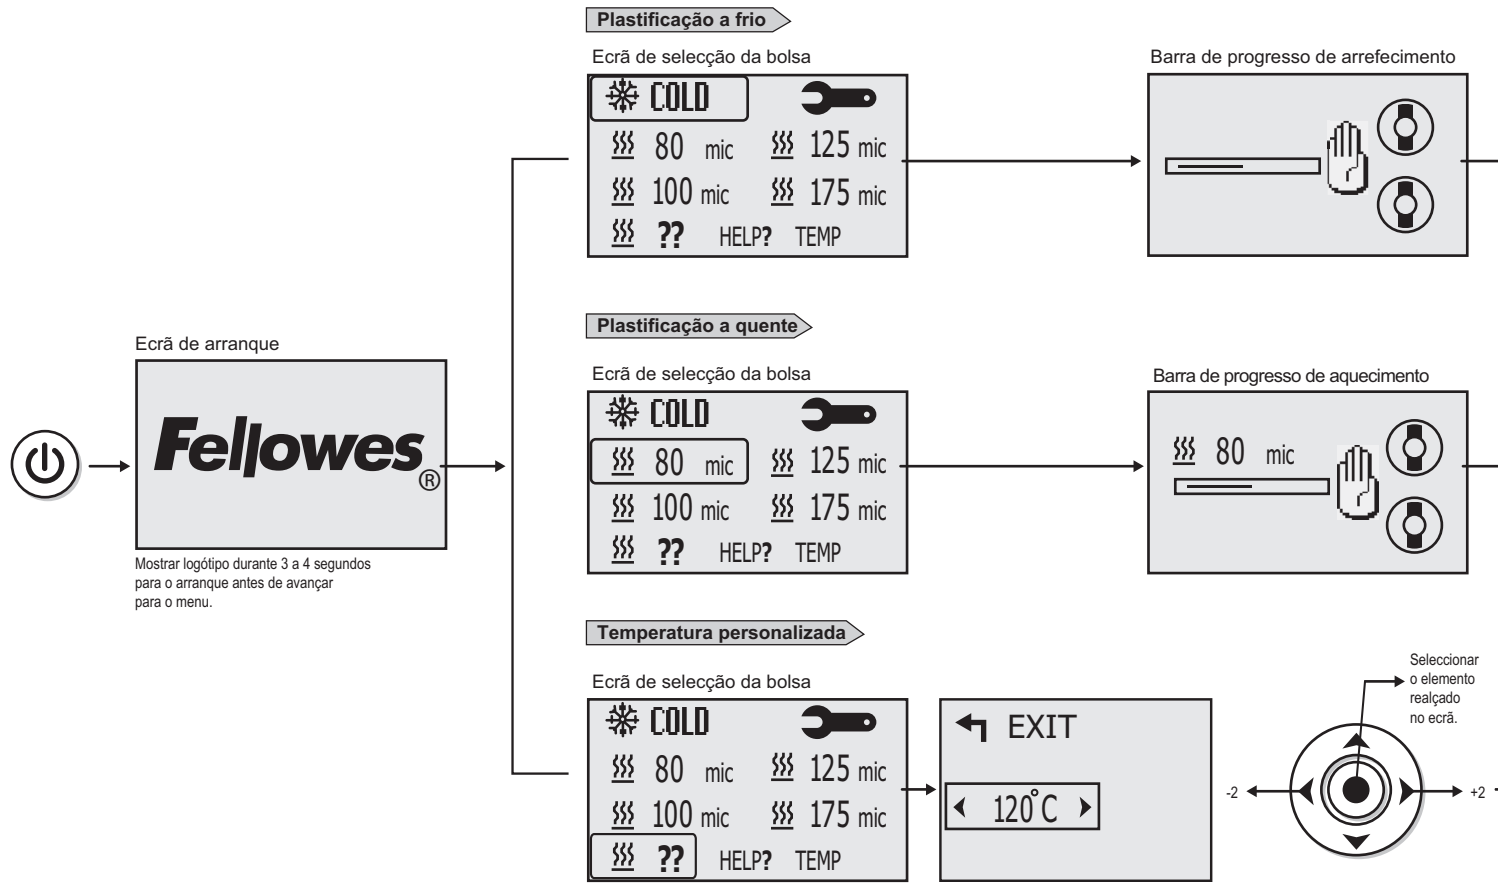 Plastificação a frio
Ecrã de selecção da bolsa
COLD
80 mic 125 mic
100 mic 175 mic
?? HELP? TEMP
Barra de progresso de arrefecimento
Ecrã de arranque
Fellowes®
Mostrar logótipo durante 3 a 4 segundos
para o arranque antes de avançar
para o menu.
Plastificação a quente
Ecrã de selecção da bolsa
COLD
80 mic 125 mic
100 mic 175 mic
?? HELP? TEMP
Barra de progresso de aquecimento
80 mic
Temperatura personalizada
Ecrã de selecção da bolsa
COLD
80 mic 125 mic
100 mic 175 mic
?? HELP? TEMP
EXIT
120°C
Seleccionar
o elemento
realçado
no ecrã.
-2 +2